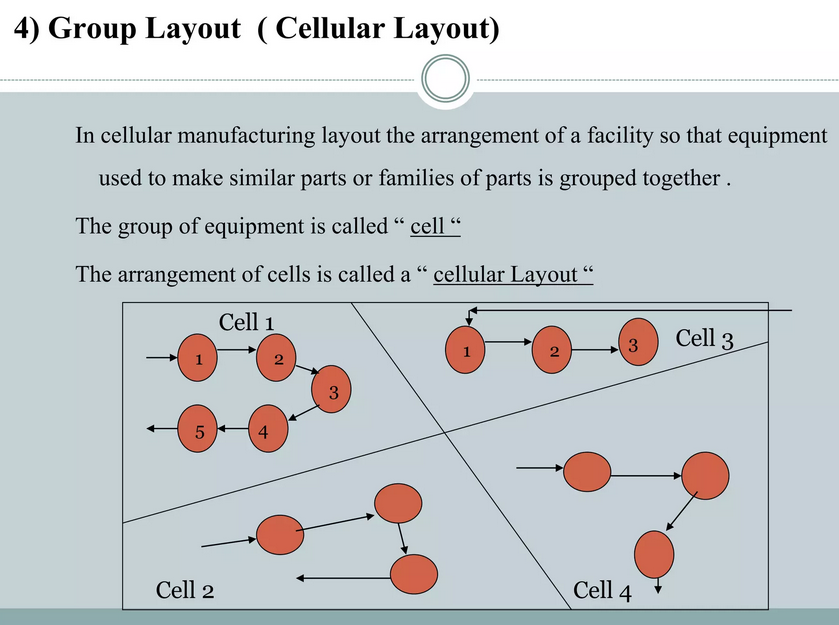 4) Group Layout ( Cellular Layout)
In cellular manufacturing layout the arrangement of a facility so that equipment
used to make similar parts or families of parts is grouped together .
The group of equipment is called “ cell “
The arrangement of cells is called a “ cellular Layout “
Cell 1
1
2
3
4
5
1
2
3
Cell 3
Cell 2
Cell 4